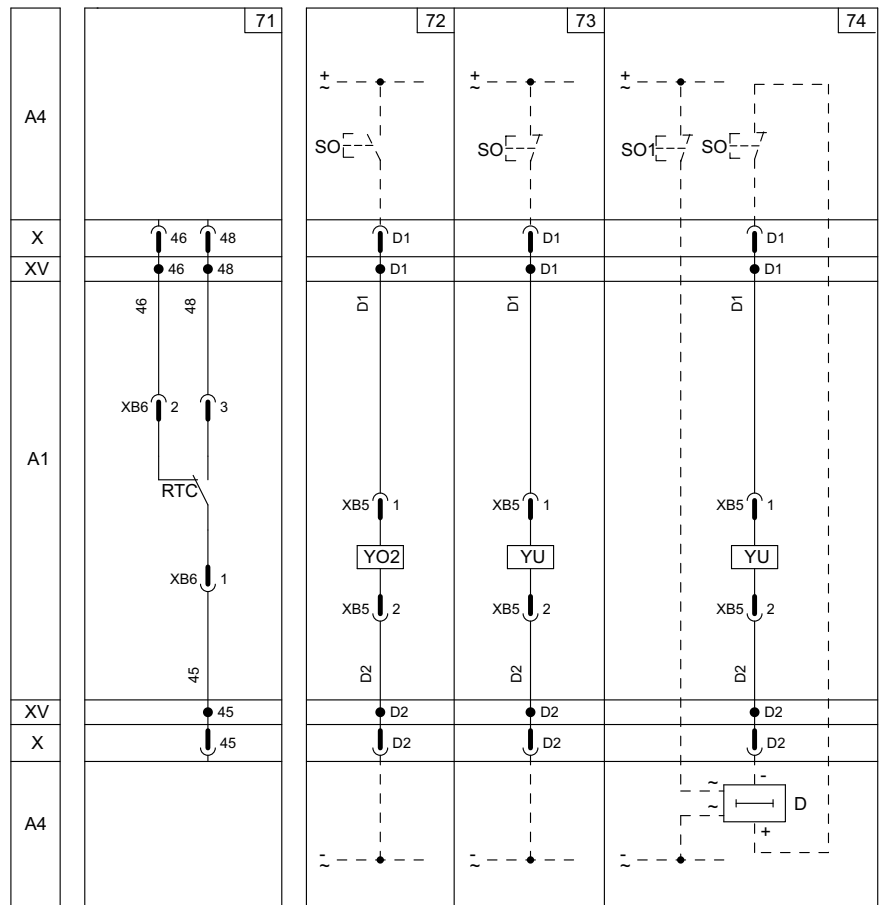 71 72 73 74
A4
+ ~ + ~ + ~
SO SO SO1 SO
X 46 48 D1 D1 D1
XV 46 48 D1 D1 D1
46 48 D1 D1 D1
XB6 2 3
A1
RTC
XB5 1 XB5 1 XB5 1
YO2 YU YU
XB6 1
XB5 2 XB5 2 XB5 2
45 D2 D2 D2
XV 45 D2 D2 D2
X 45 D2 D2 D2
~ -
A4 ~ D
+
- ~ - ~ - ~